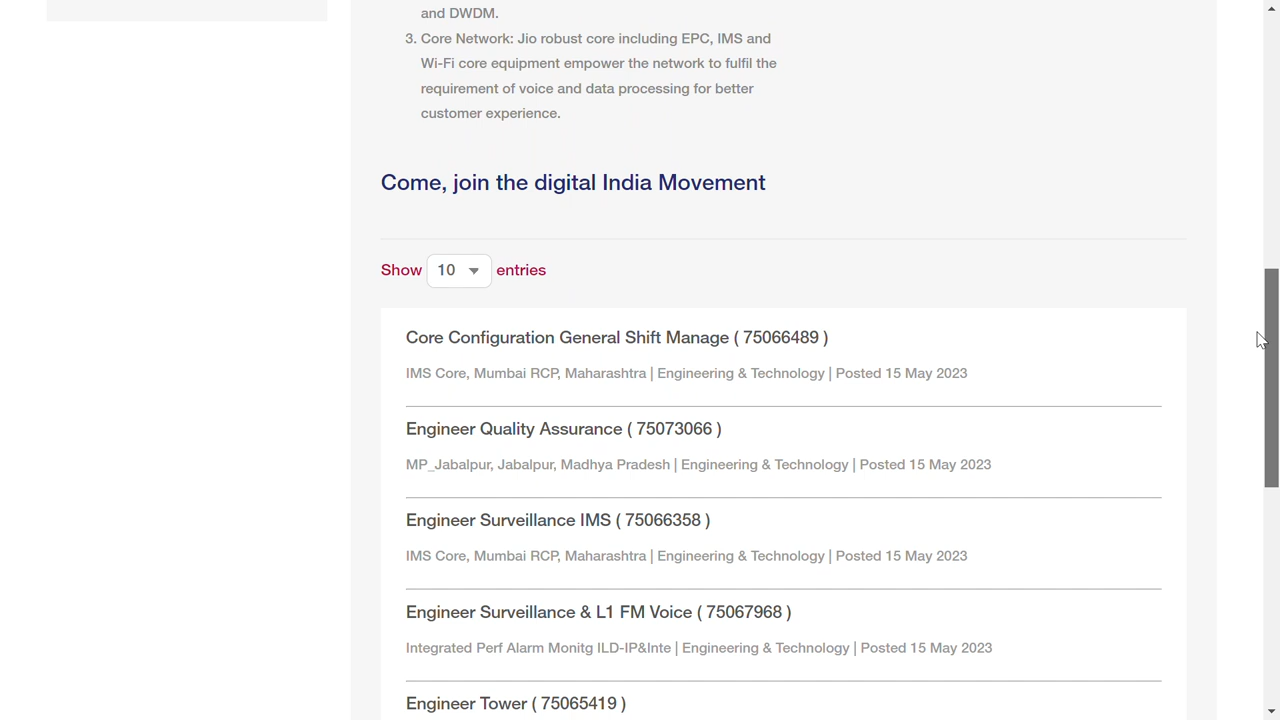 and DWDM.
3. Core Network: Jio robust core including EPC, IMS and
Wi-Fi core equipment empower the network to fulfil the
requirement of voice and data processing for better
customer experience.
Come, join the digital India Movement
Show 10 entries
Core Configuration General Shift Manage ( 75066489 )
IMS Core, Mumbai RCP, Maharashtra | Engineering & Technology | Posted 15 May 2023
Engineer Quality Assurance ( 75073066 )
MP_Jabalpur, Jabalpur, Madhya Pradesh | Engineering & Technology | Posted 15 May 2023
Engineer Surveillance IMS ( 75066358 )
IMS Core, Mumbai RCP, Maharashtra | Engineering & Technology | Posted 15 May 2023
Engineer Surveillance & L1 FM Voice ( 75067968 )
Integrated Perf Alarm Monitg ILD-IP&Inte | Engineering & Technology | Posted 15 May 2023
Engineer Tower ( 75065419 )